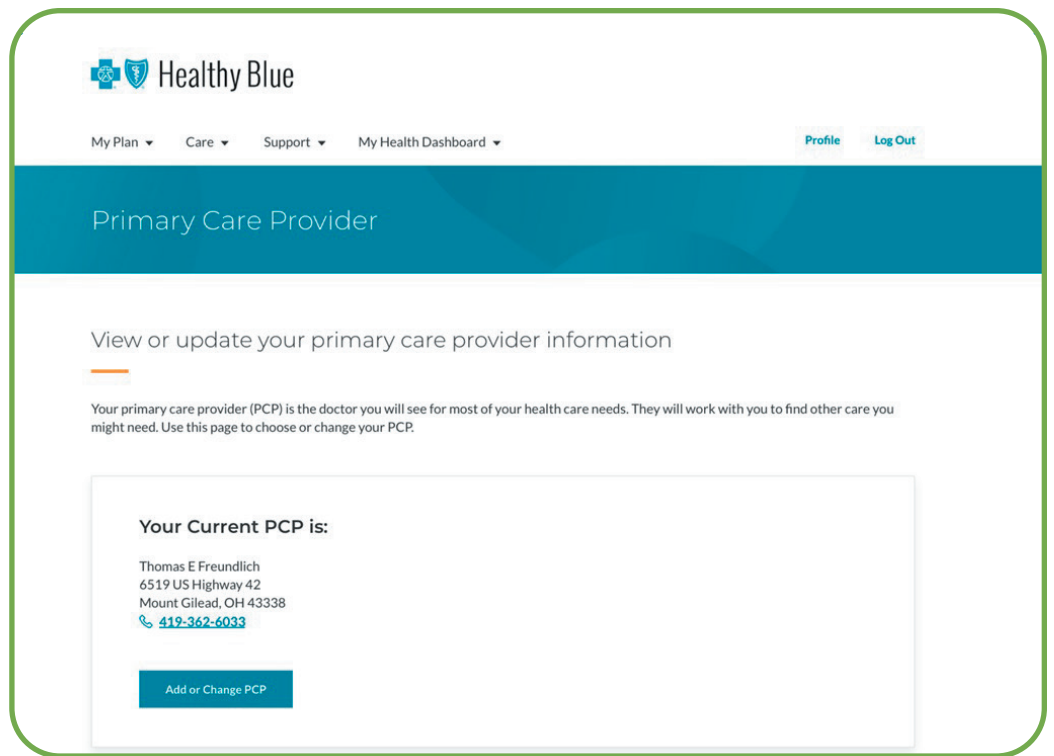 Healthy Blue
My Plan Care Support My Health Dashboard Profile Log Out
Primary Care Provider
View or update your primary care provider information
Your primary care provider (PCP) is the doctor you will see for most of your health care needs. They will work with you to find other care you
might need. Use this page to choose or change your PCP.
Your Current PCP is:
Thomas E Freundlich
6519 US Highway 42
Mount Gilead, OH 43338
419-362-6033
Add or Change PCP